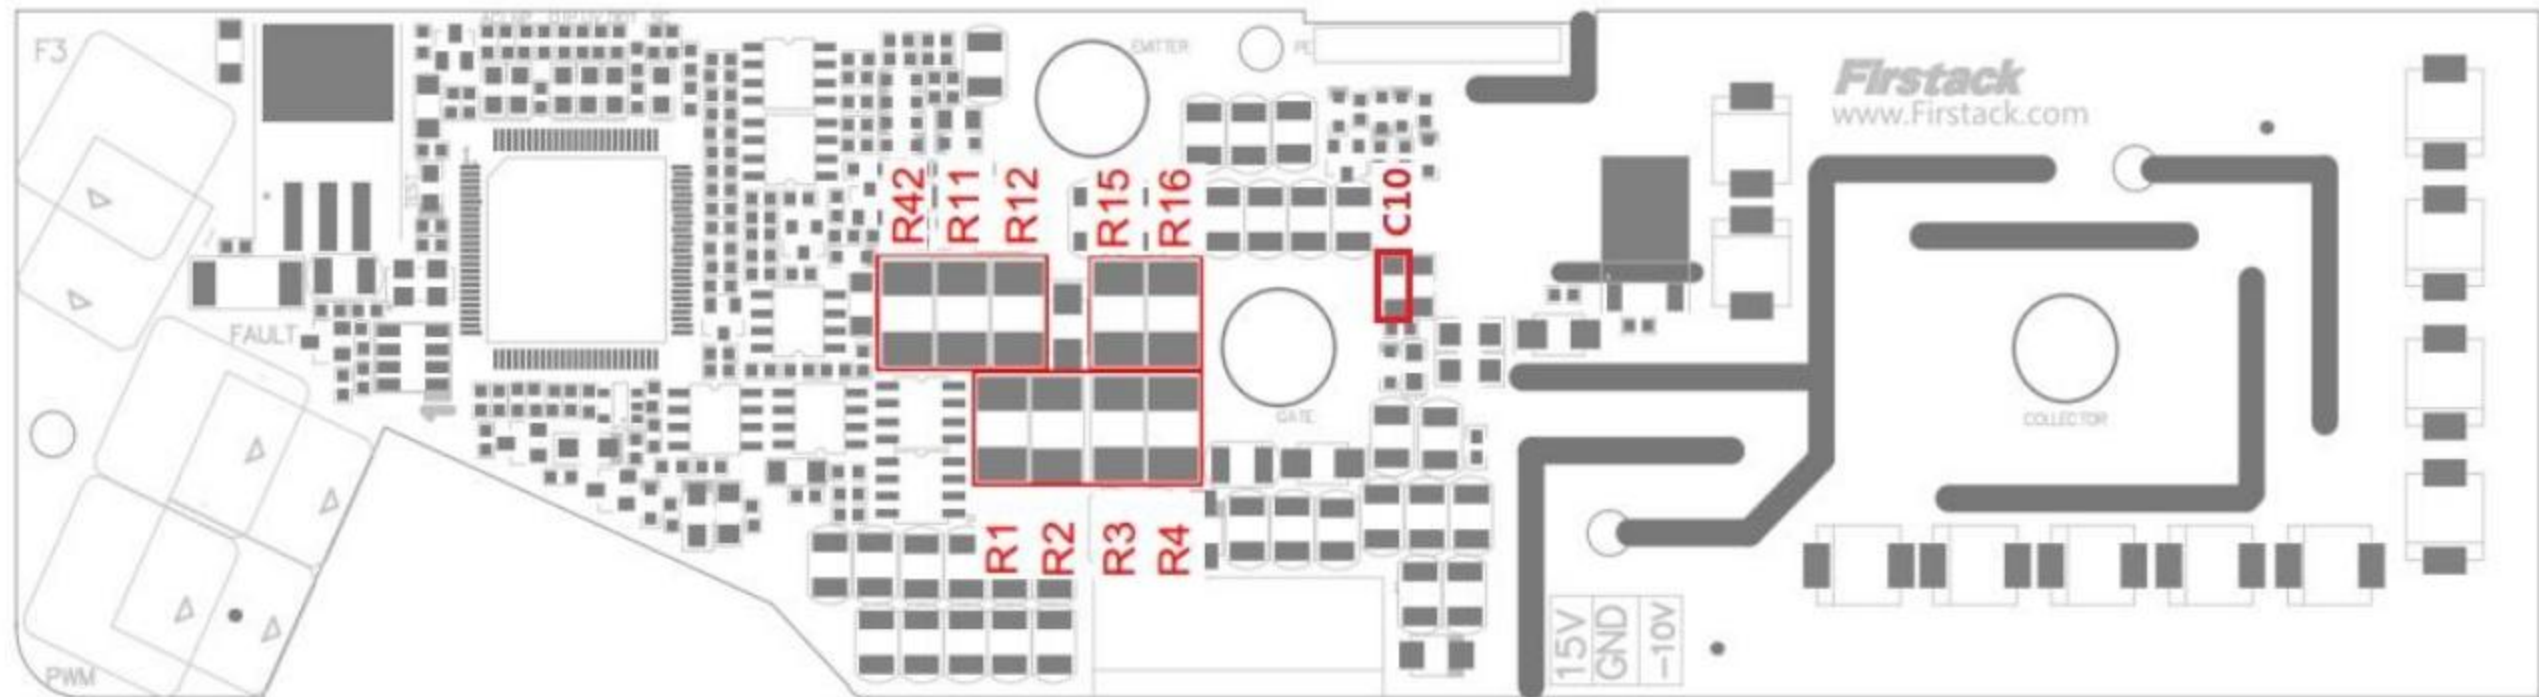 F3
EMITTER
Firstack
www.Firstack.com
TEST
R42
R11
R12
R15
R16
C10
FAULT
GATE
COLLECTOR
R1
R2
R3
R4
15V
GND
-10V
PWM